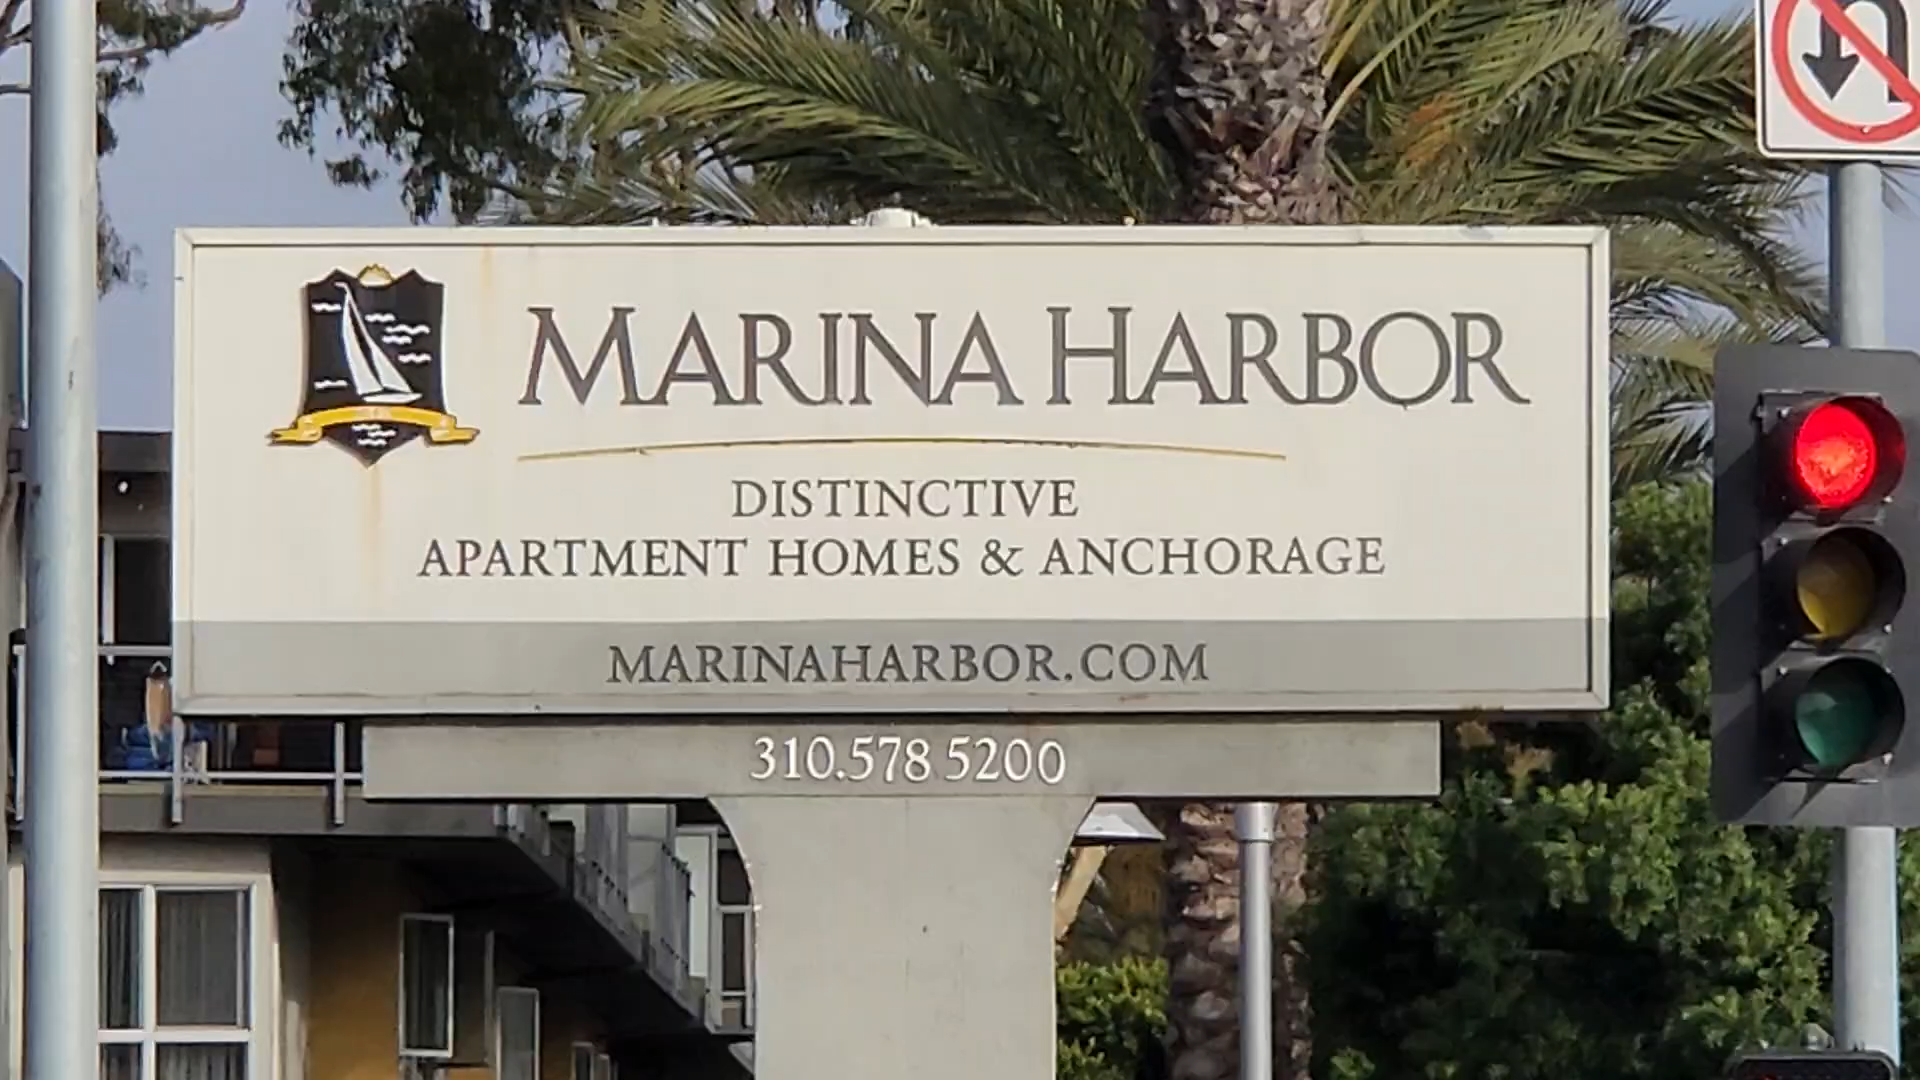 MARINA HARBOR
DISTINCTIVE
APARTMENT HOMES & ANCHORAGE
MARINAHARBOR.COM
310.578 5200